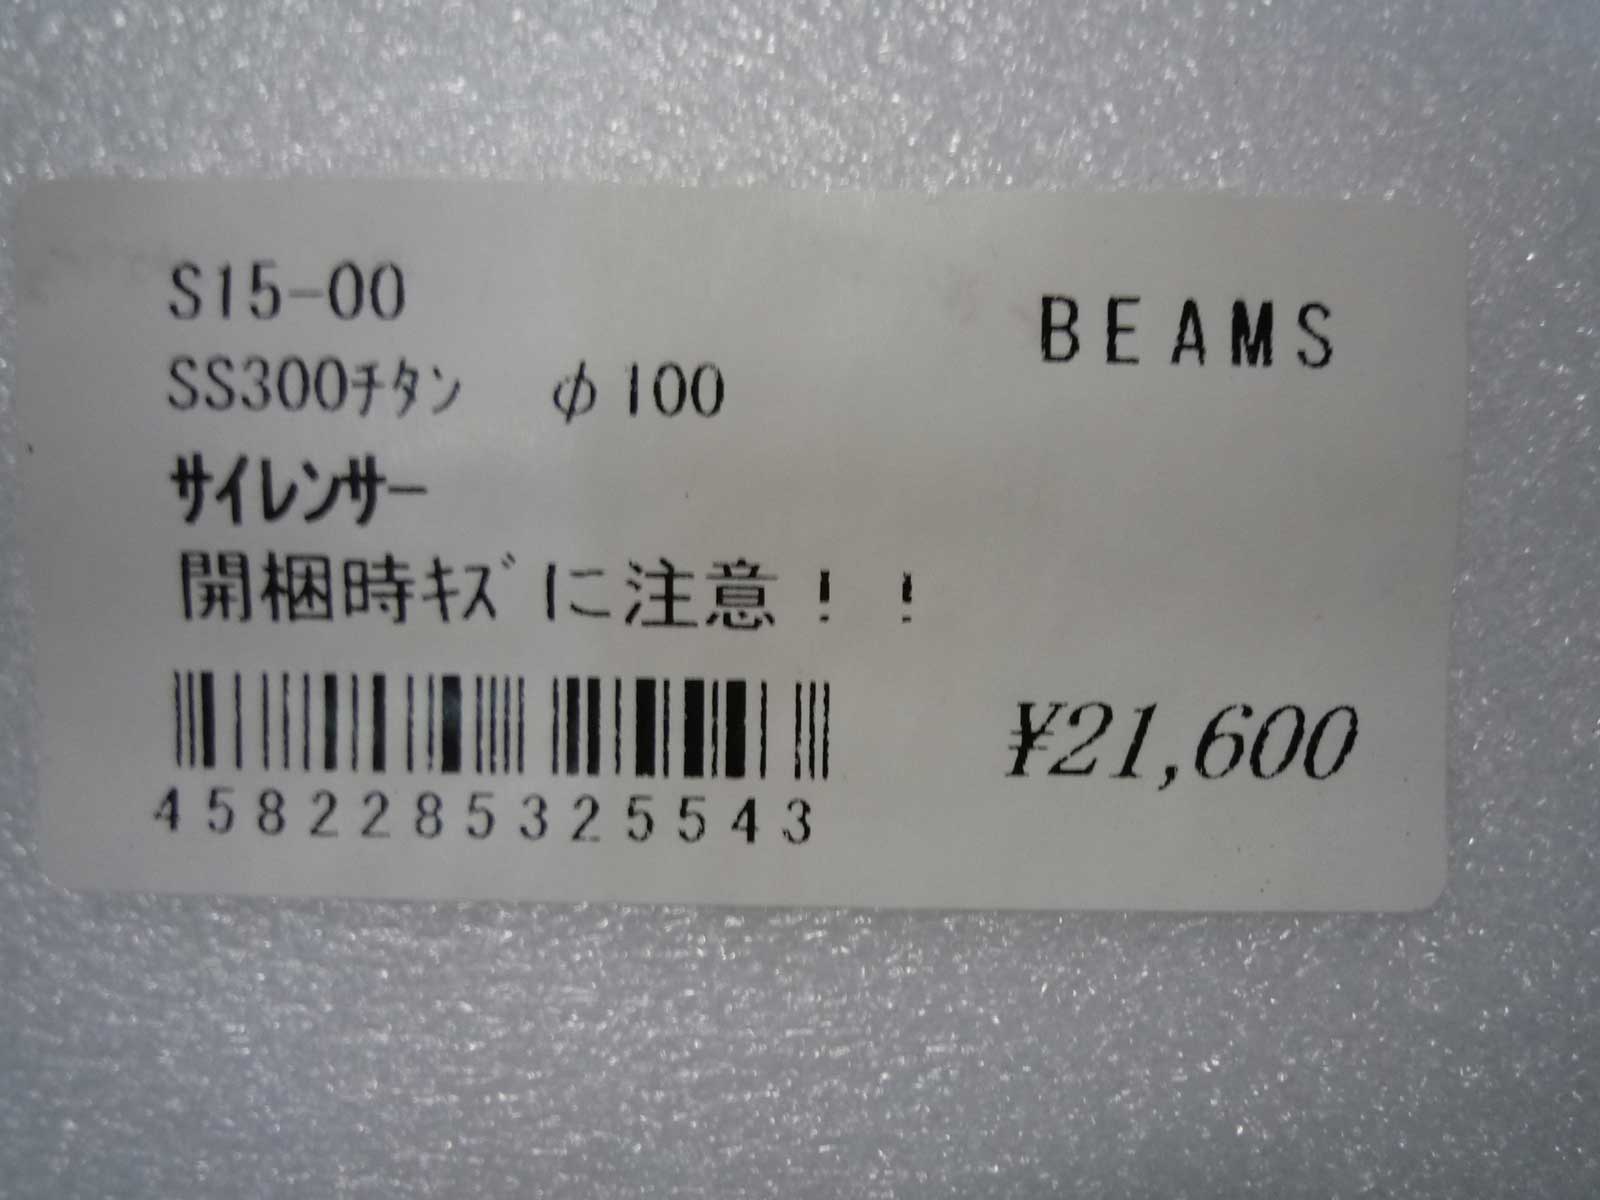 S15-00
BEAMS
SS300ﾁﾀﾝ φ100
ｻｲﾚﾝｻｰ
開梱時ｷｽﾞに注意！！
¥21,600
4582285325543